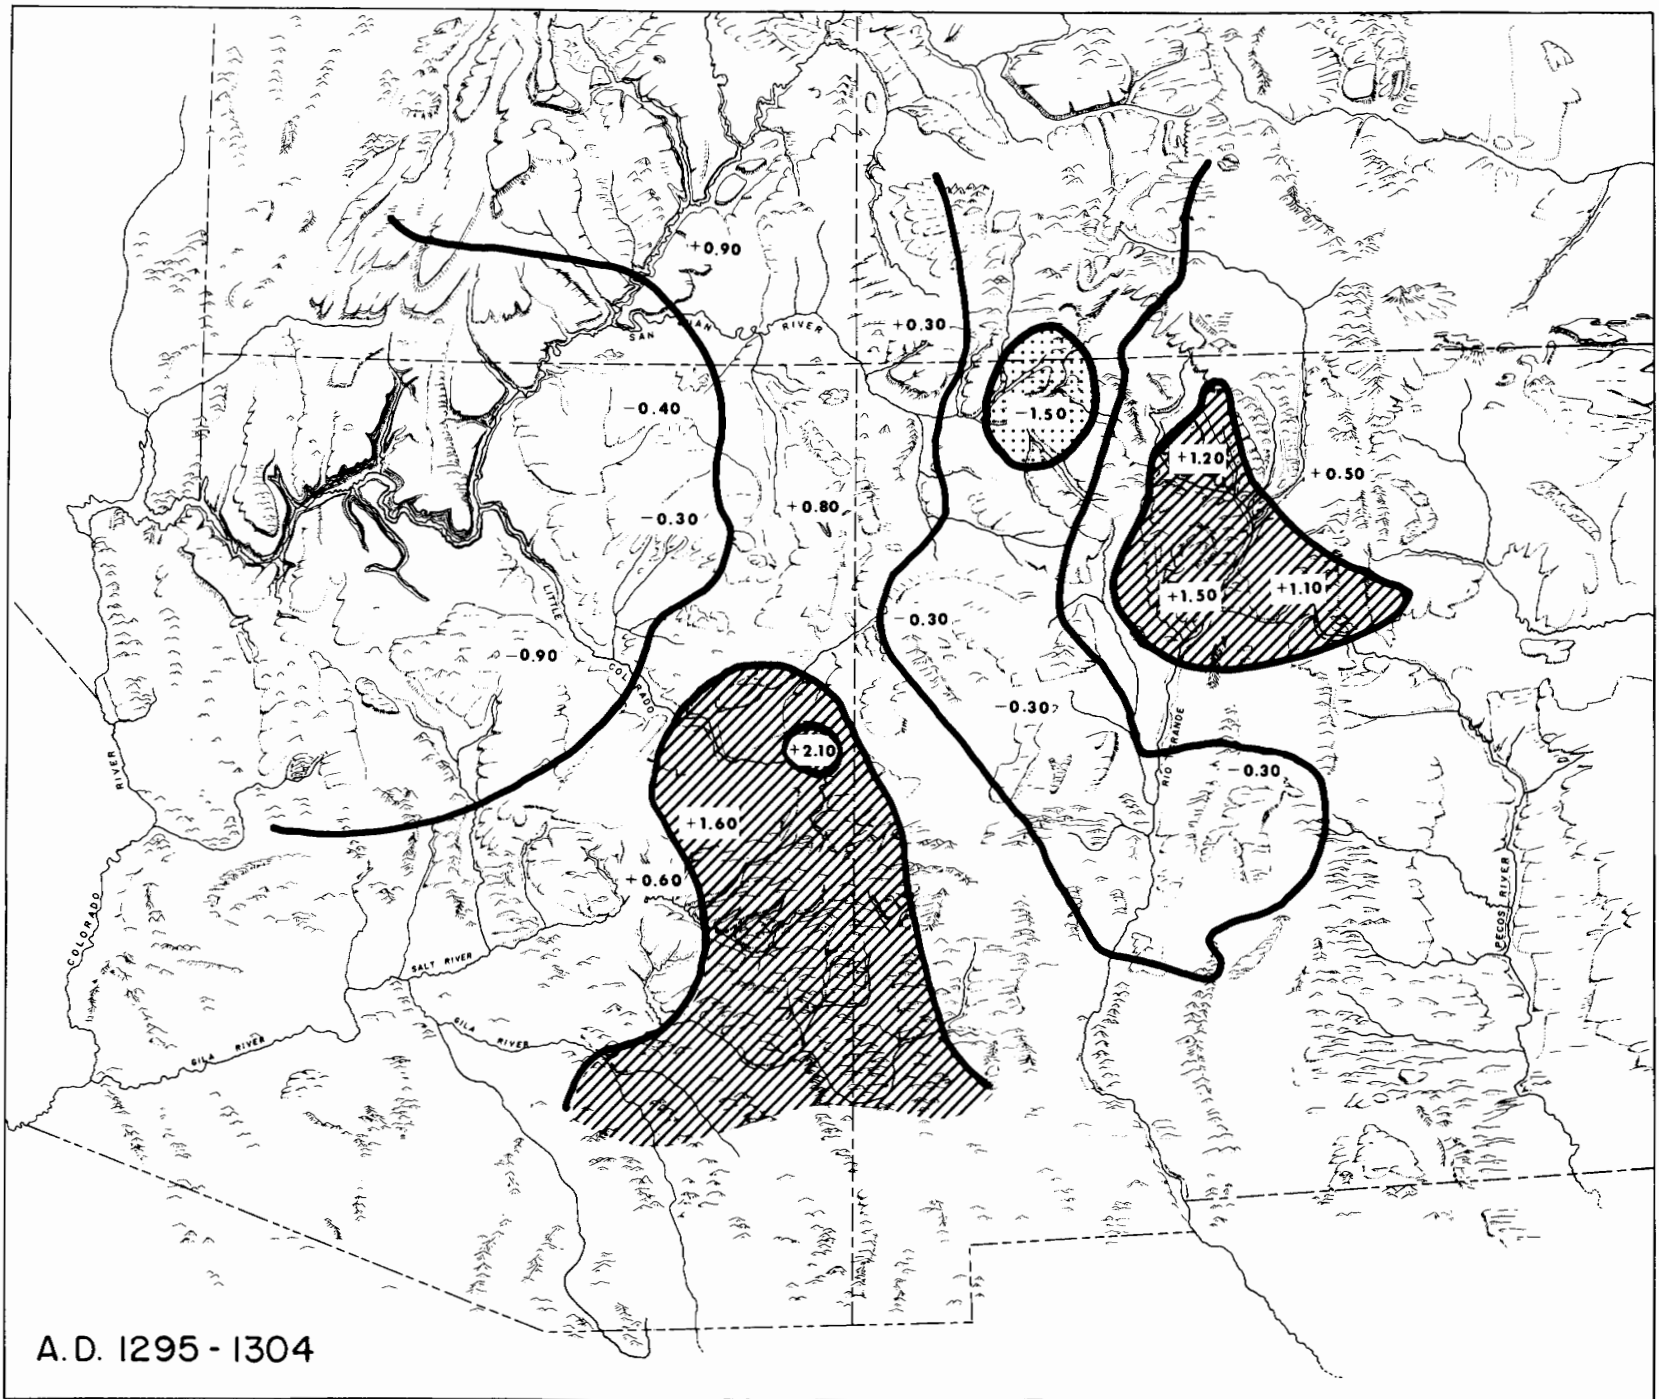 +0.90
+0.30
SAN JUAN RIVER
-0.40
-1.50
+1.20
+0.50
-0.30
+0.80
+1.50
+1.10
LITTLE COLORADO
-0.30
-0.90
-0.30?
RIO GRANDE
+2.10
-0.30
RIVER
+1.60
+0.60
COLORADO
PECOS RIVER
SALT RIVER
GILA RIVER
GILA RIVER
A.D. 1295 - 1304